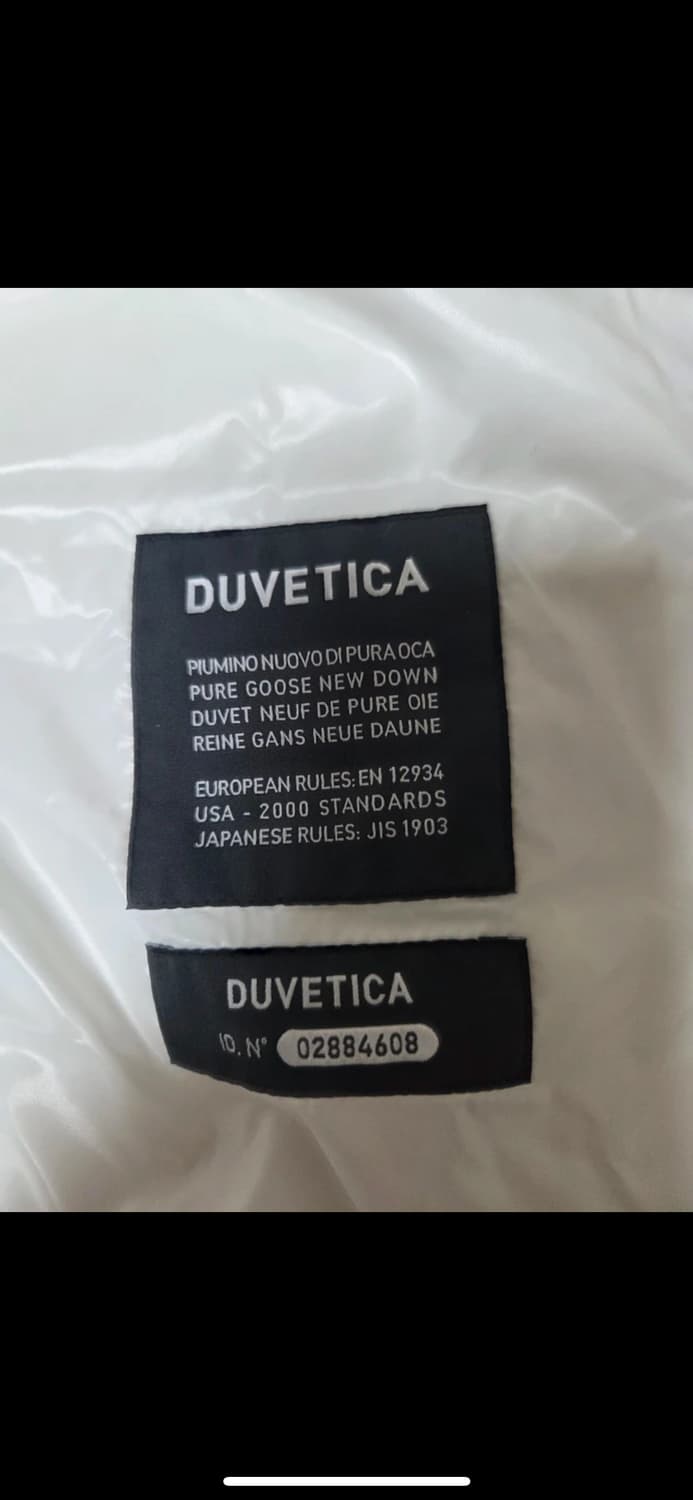 DUVETICA
PIUMINO NUOVO DI PURA OCA
PURE GOOSE NEW DOWN
DUVET NEUF DE PURE OIE
REINE GANS NEUE DAUNE
EUROPEAN RULES: EN 12934
USA - 2000 STANDARDS
JAPANESE RULES: JIS 1903
DUVETICA
ID. N° 02884608